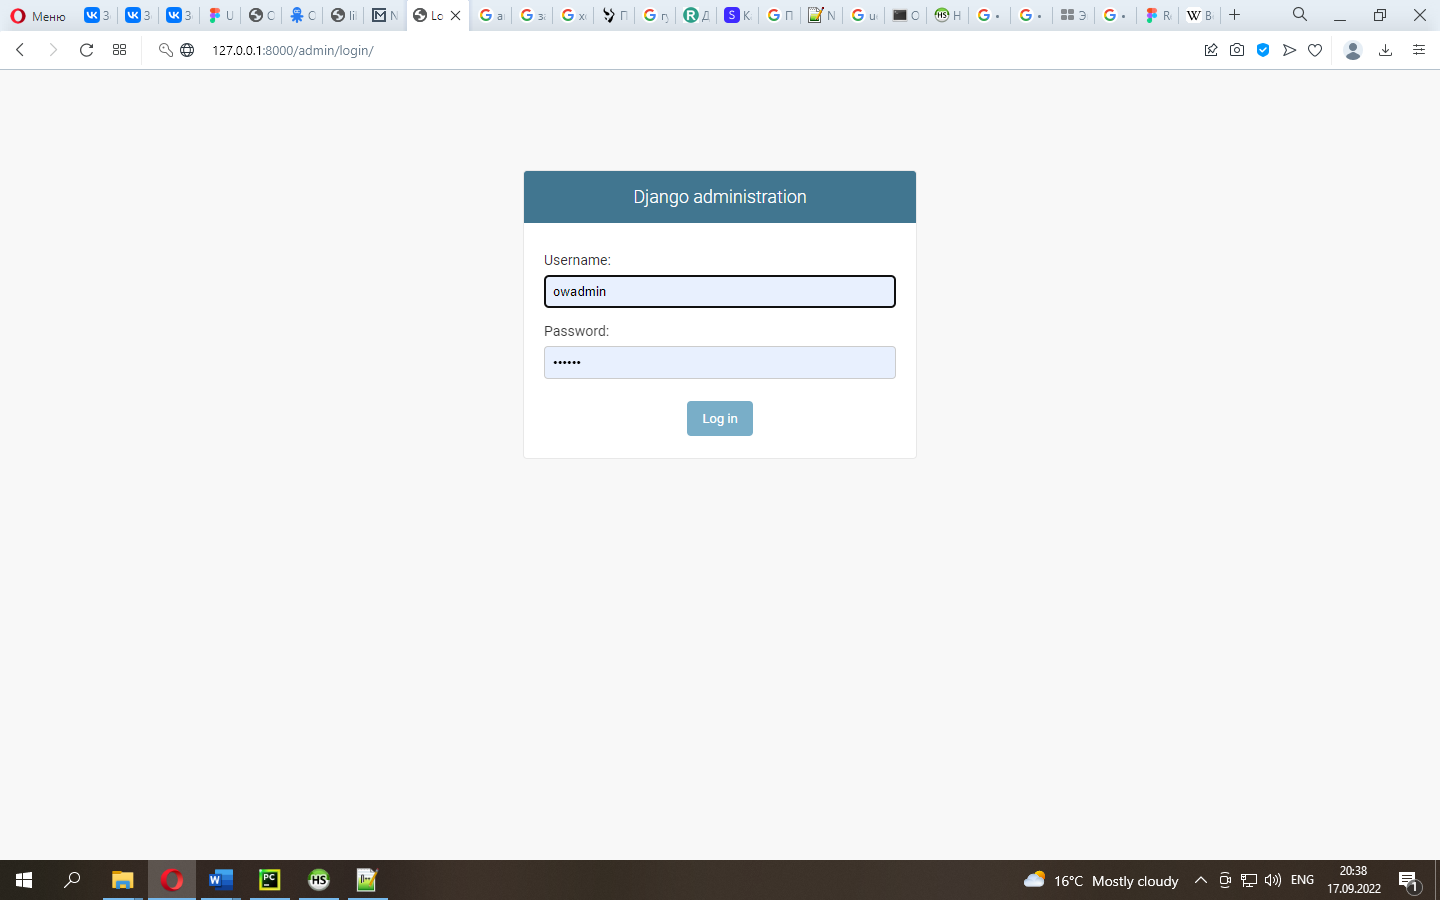 Меню
127.0.0.1:8000/admin/login/
Django administration
Username:
owadmin
Password:
••••••
Log in
16°C Mostly cloudy
ENG
20:38
17.09.2022
1